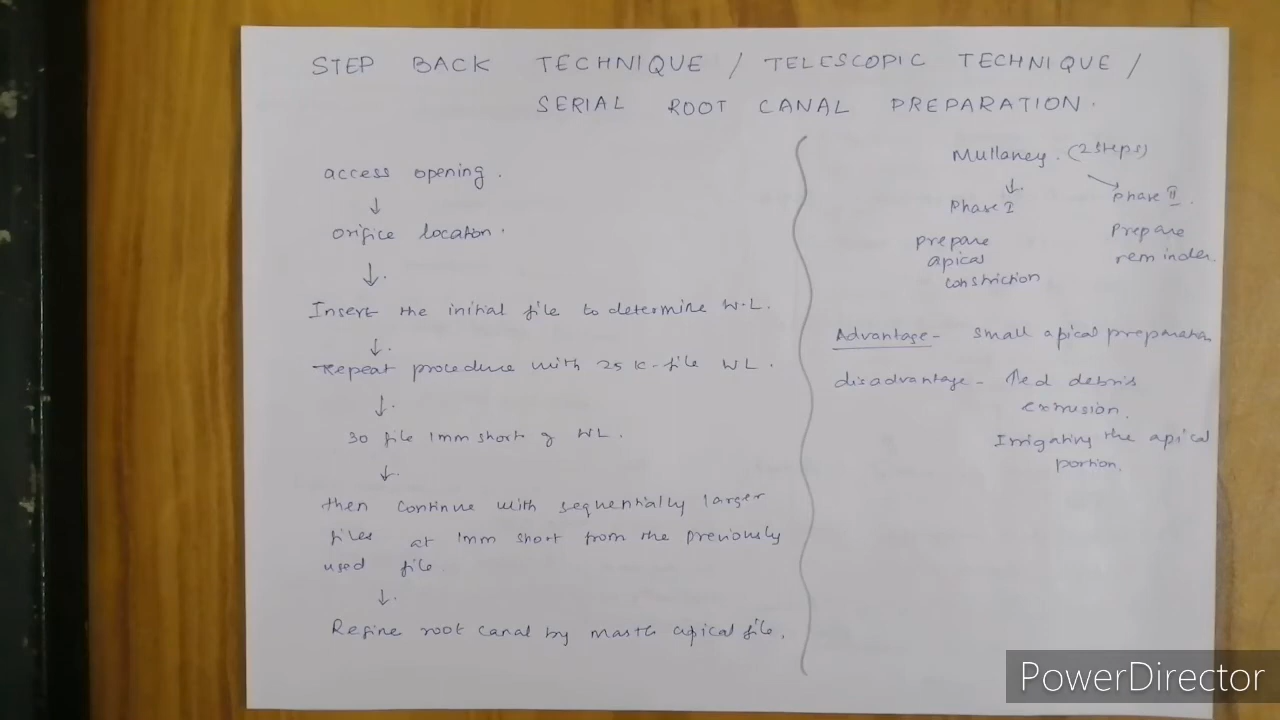 STEP BACK TECHNIQUE / TELESCOPIC TECHNIQUE /
SERIAL ROOT CANAL PREPARATION.
access opening.
↓
orifice location.
↓
Insert the initial file to determine W.L.
↓
Repeat procedure with 25 K-file WL.
↓
30 file 1mm short of WL.
↓
then continue with sequentially larger
files at 1mm short from the previously
used file
↓
Refine root canal by master apical file.
Mullaney. (2 steps)
Phase I
prepare
apical
constriction
Phase II.
Prepare
reminder.
Advantage - small apical preparation
disadvantage - ↑ed debris
extrusion.
Irrigating the apical
portion.
PowerDirector